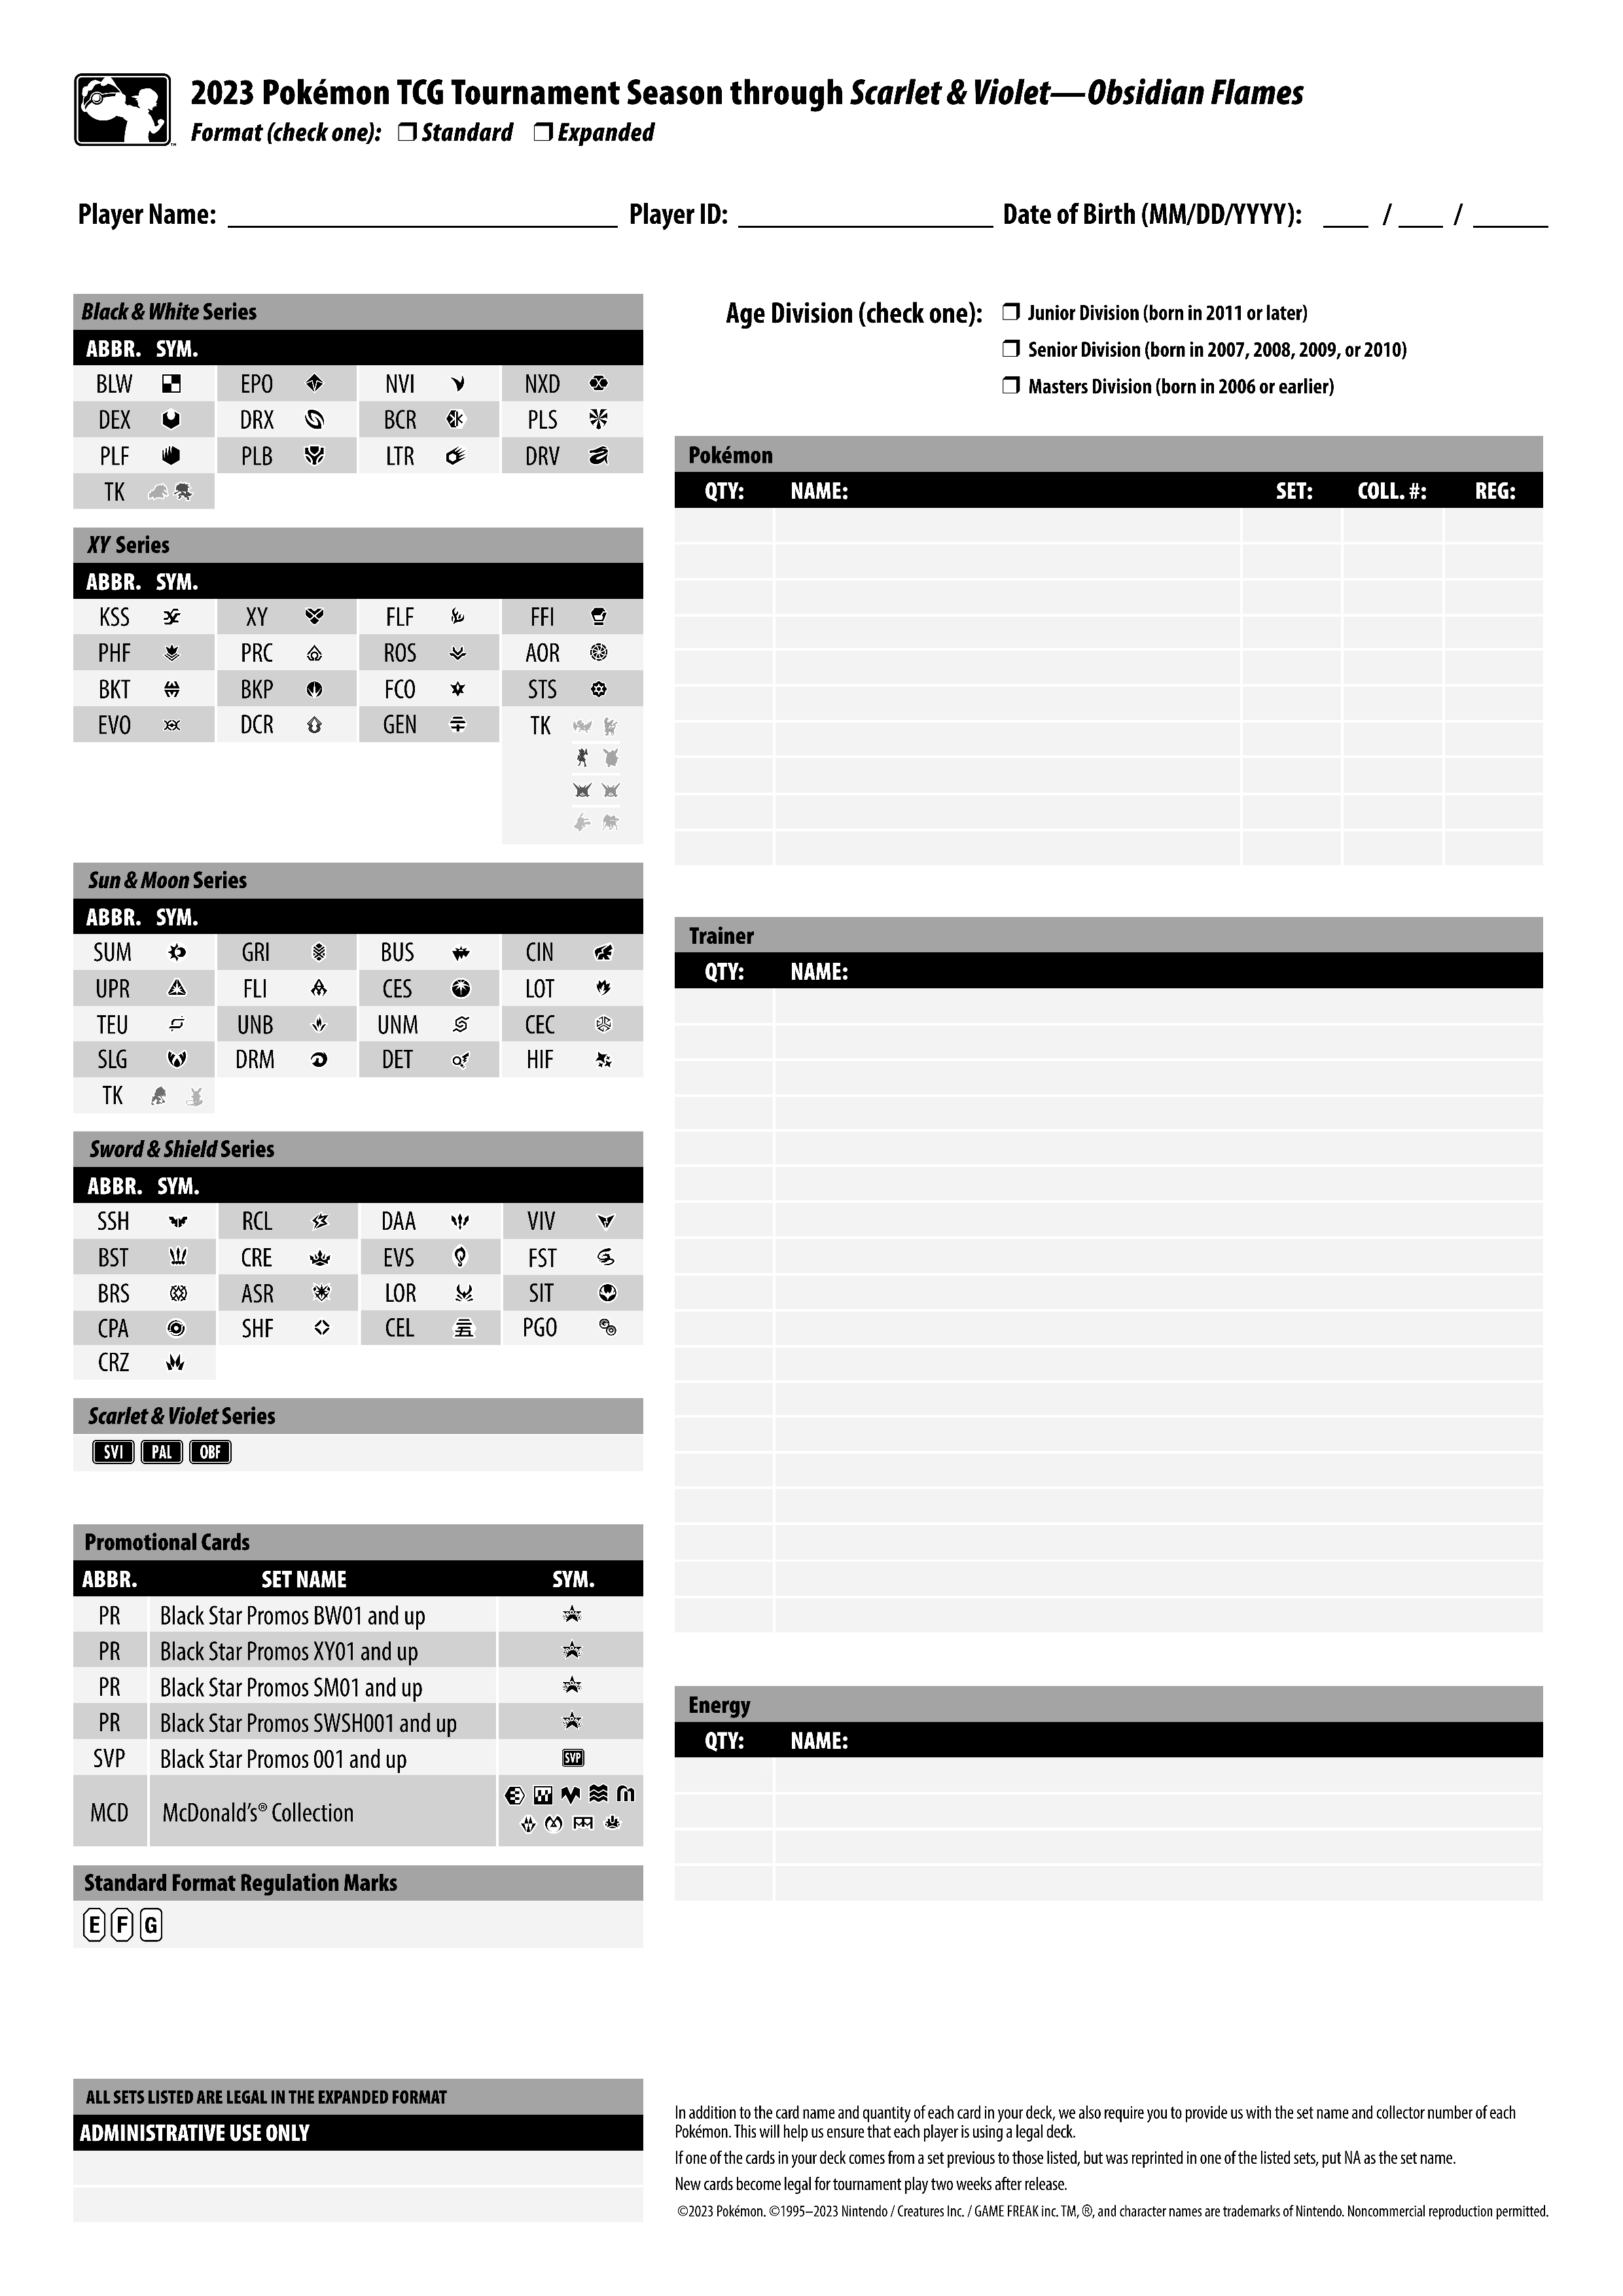 2023 Pokémon TCG Tournament Season through Scarlet & Violet—Obsidian Flames
Format (check one): ❒ Standard ❒ Expanded
Player Name: Player ID: Date of Birth (MM/DD/YYYY): / /
Black & White Series
ABBR. SYM.
BLW EPO NVI NXD
DEX DRX BCR PLS
PLF PLB LTR DRV
TK
XY Series
ABBR. SYM.
KSS XY FLF FFI
PHF PRC ROS AOR
BKT BKP FCO STS
EVO DCR GEN TK
Sun & Moon Series
ABBR. SYM.
SUM GRI BUS CIN
UPR FLI CES LOT
TEU UNB UNM CEC
SLG DRM DET HIF
TK
Sword & Shield Series
ABBR. SYM.
SSH RCL DAA VIV
BST CRE EVS FST
BRS ASR LOR SIT
CPA SHF CEL PGO
CRZ
Scarlet & Violet Series
SVI PAL OBF
Promotional Cards
ABBR. SET NAME SYM.
PR Black Star Promos BW01 and up
PR Black Star Promos XY01 and up
PR Black Star Promos SM01 and up
PR Black Star Promos SWSH001 and up
SVP Black Star Promos 001 and up SVP
MCD McDonald's® Collection
Standard Format Regulation Marks
E F G
ALL SETS LISTED ARE LEGAL IN THE EXPANDED FORMAT
ADMINISTRATIVE USE ONLY
Age Division (check one): ❒ Junior Division (born in 2011 or later)
❒ Senior Division (born in 2007, 2008, 2009, or 2010)
❒ Masters Division (born in 2006 or earlier)
Pokémon
QTY: NAME: SET: COLL. #: REG:
Trainer
QTY: NAME:
Energy
QTY: NAME:
In addition to the card name and quantity of each card in your deck, we also require you to provide us with the set name and collector number of each
Pokémon. This will help us ensure that each player is using a legal deck.
If one of the cards in your deck comes from a set previous to those listed, but was reprinted in one of the listed sets, put NA as the set name.
New cards become legal for tournament play two weeks after release.
©2023 Pokémon. ©1995–2023 Nintendo / Creatures Inc. / GAME FREAK inc. TM, ®, and character names are trademarks of Nintendo. Noncommercial reproduction permitted.